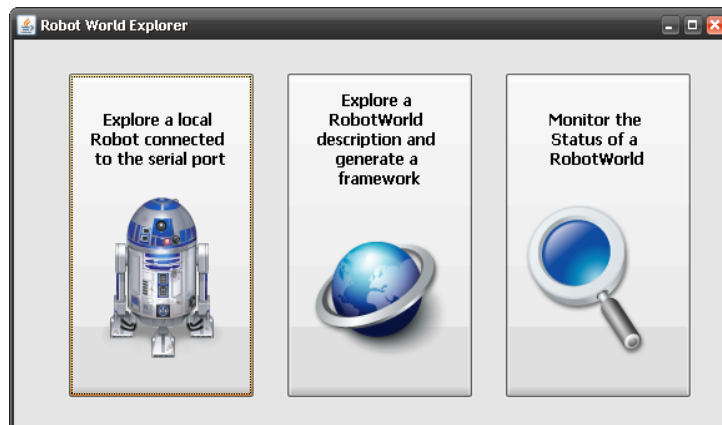 Robot World Explorer
Explore a local
Robot connected
to the serial port
Explore a
RobotWorld
description and
generate a
framework
Monitor the
Status of a
RobotWorld